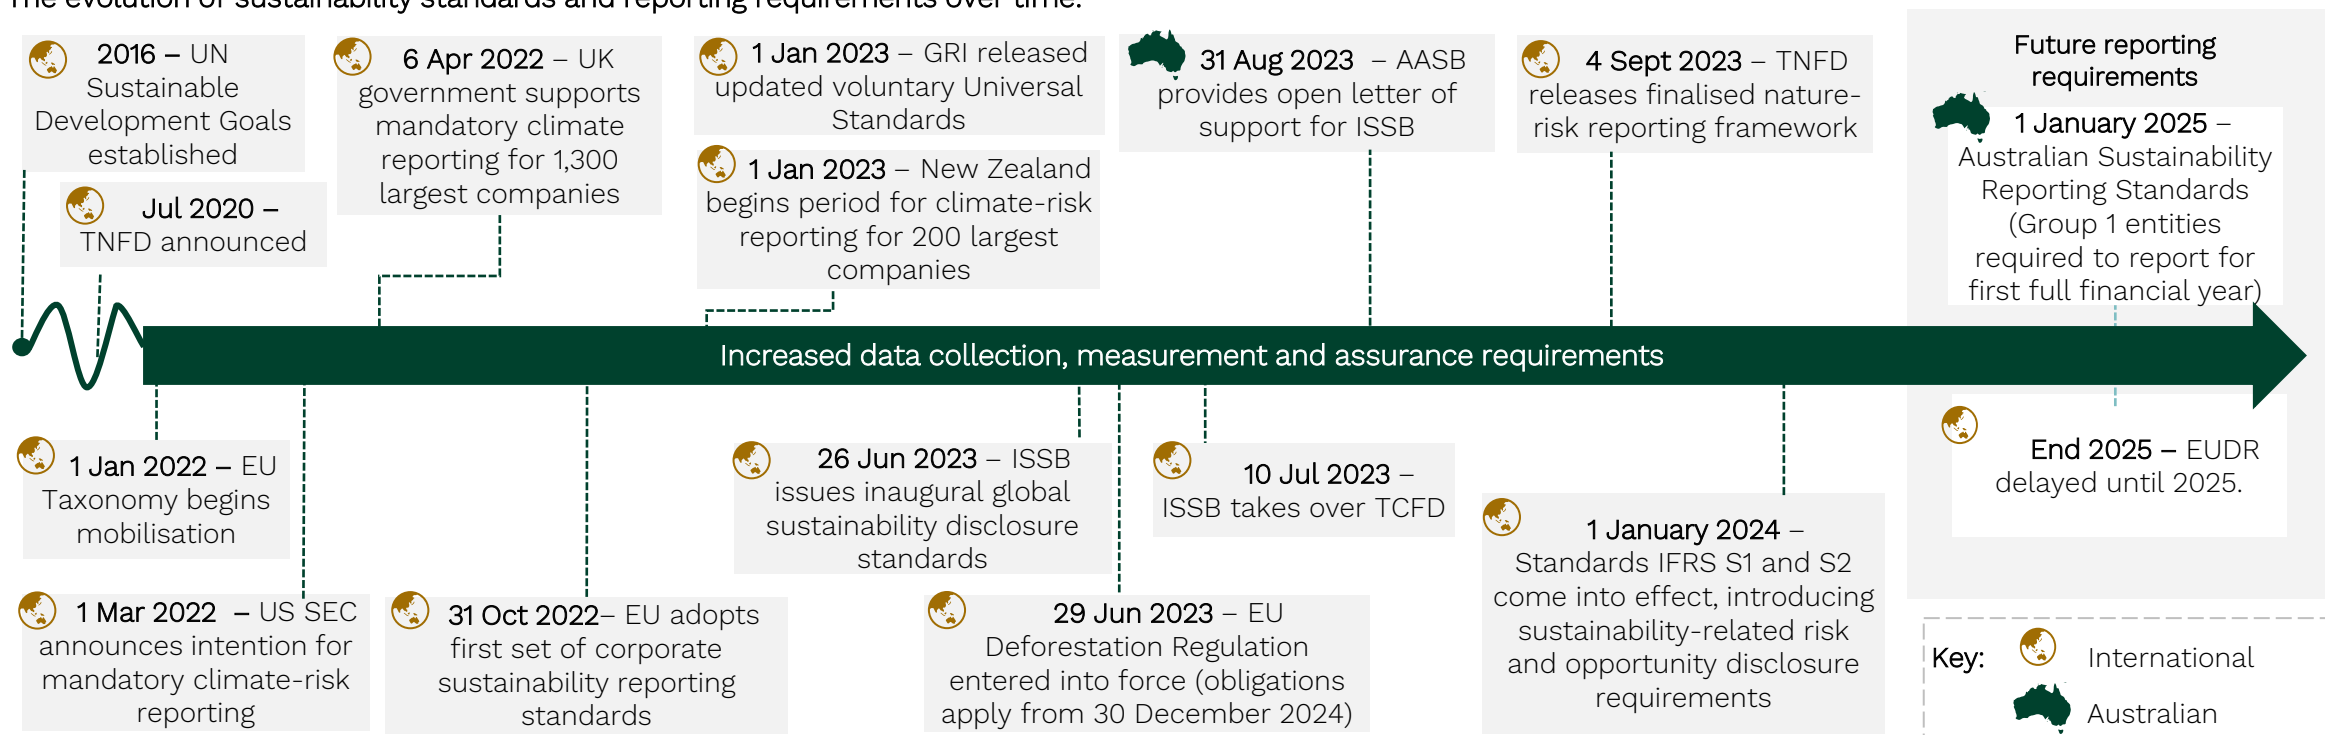 The evolution of sustainability standards and reporting requirements over time.
2016 – UN
Sustainable
Development Goals
established
Jul 2020 –
TNFD announced
6 Apr 2022 – UK
government supports
mandatory climate
reporting for 1,300
largest companies
1 Jan 2023 – GRI released
updated voluntary Universal
Standards
1 Jan 2023 – New Zealand
begins period for climate-risk
reporting for 200 largest
companies
31 Aug 2023 – AASB
provides open letter of
support for ISSB
4 Sept 2023 – TNFD
releases finalised nature-
risk reporting framework
Future reporting
requirements
1 January 2025 –
Australian Sustainability
Reporting Standards
(Group 1 entities
required to report for
first full financial year)
Increased data collection, measurement and assurance requirements
1 Jan 2022 – EU
Taxonomy begins
mobilisation
1 Mar 2022 – US SEC
announces intention for
mandatory climate-risk
reporting
31 Oct 2022– EU adopts
first set of corporate
sustainability reporting
standards
26 Jun 2023 – ISSB
issues inaugural global
sustainability disclosure
standards
29 Jun 2023 – EU
Deforestation Regulation
entered into force (obligations
apply from 30 December 2024)
10 Jul 2023 –
ISSB takes over TCFD
1 January 2024 –
Standards IFRS S1 and S2
come into effect, introducing
sustainability-related risk
and opportunity disclosure
requirements
End 2025 – EUDR
delayed until 2025.
Key:
International
Australian